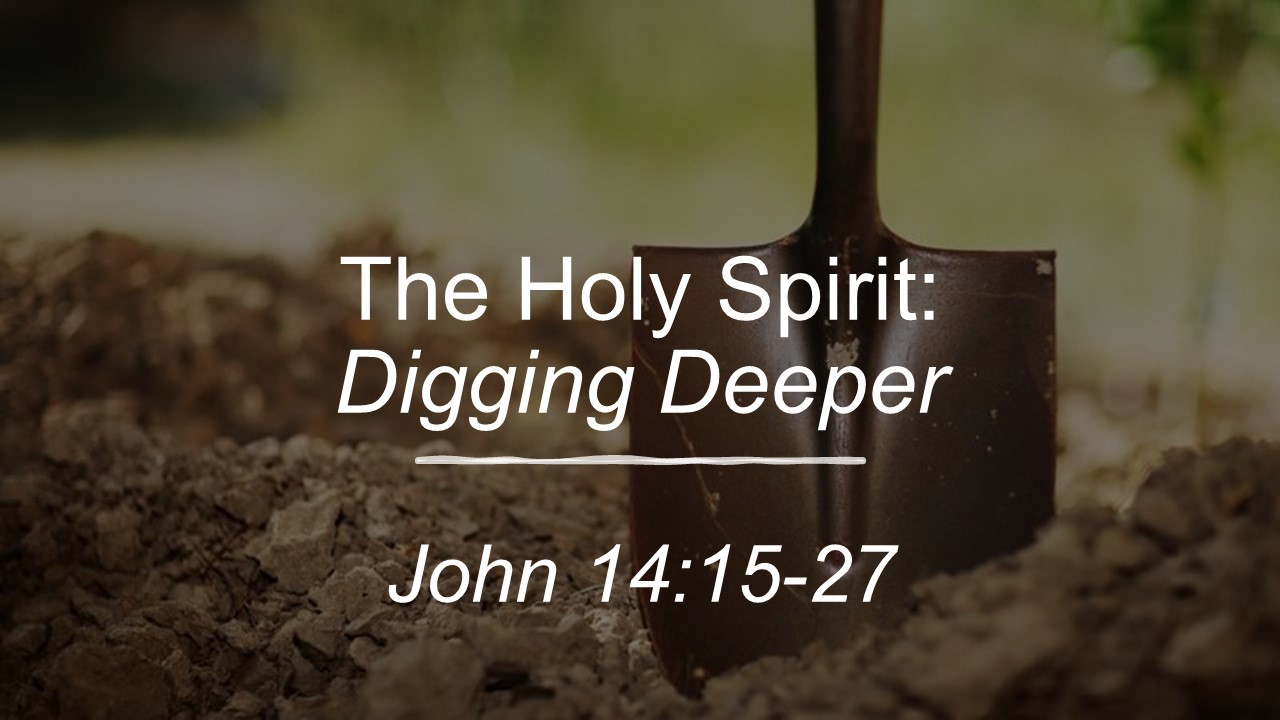 The Holy Spirit:
Digging Deeper
John 14:15-27